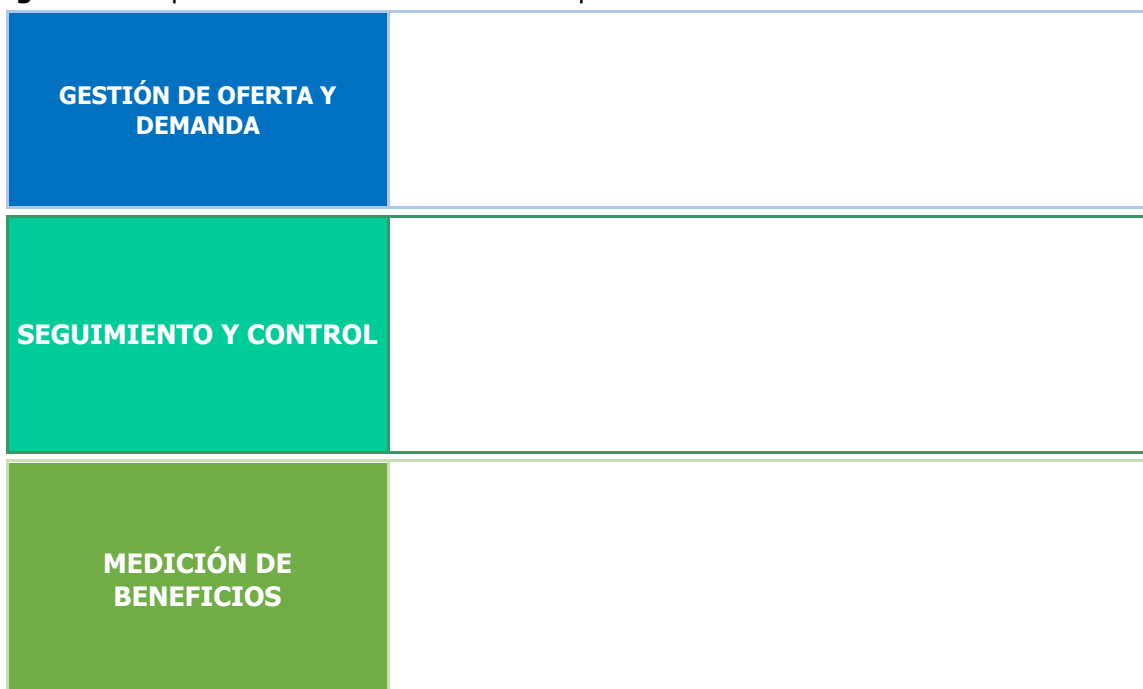 GESTIÓN DE OFERTA Y
DEMANDA
SEGUIMIENTO Y CONTROL
MEDICIÓN DE
BENEFICIOS